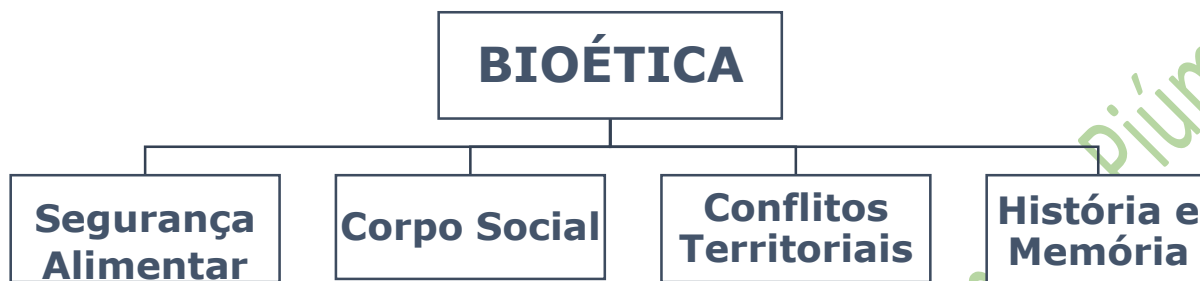 BIOÉTICA
Segurança
Alimentar
Corpo Social
Conflitos
Territoriais
História e
Memória